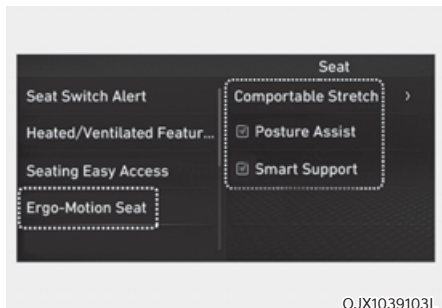 Seat
Seat Switch Alert
Heated/Ventilated Featur...
Seating Easy Access
Ergo-Motion Seat
Comportable Stretch >
Posture Assist
Smart Support
OJX1039103L